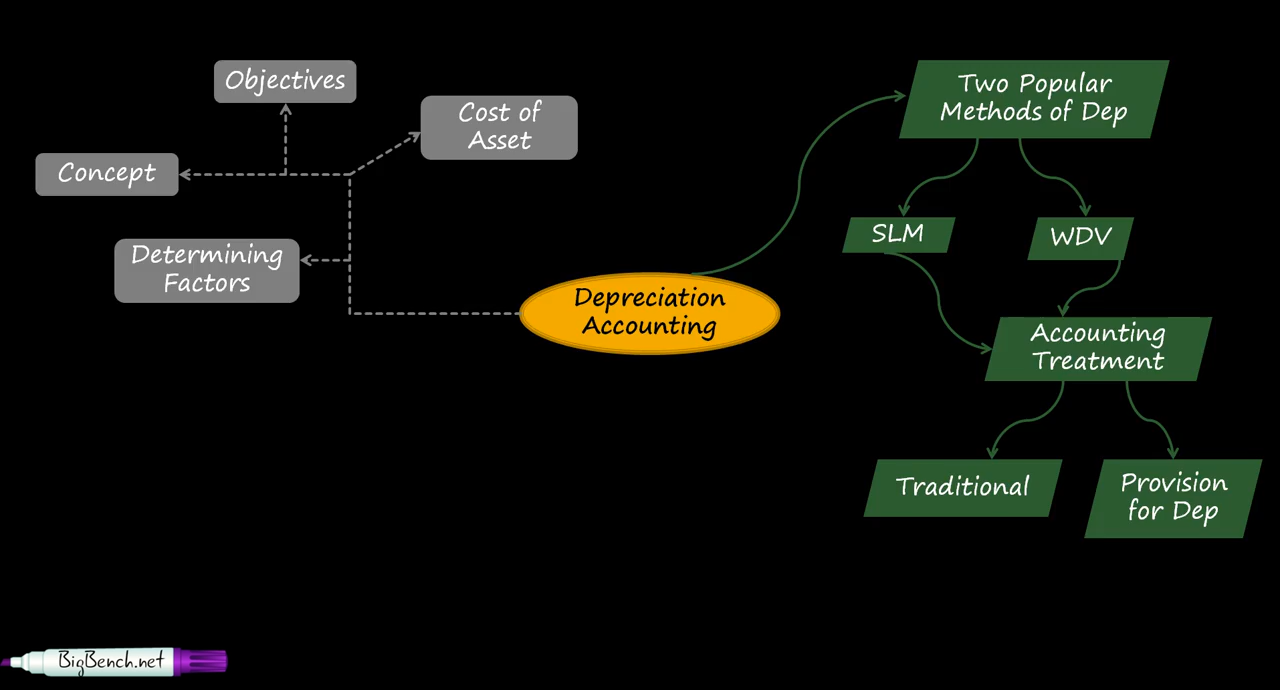 Objectives
Cost of
Asset
Concept
Determining
Factors
Depreciation
Accounting
Two Popular
Methods of Dep
SLM
WDV
Accounting
Treatment
Traditional
Provision
for Dep
BigBench.net